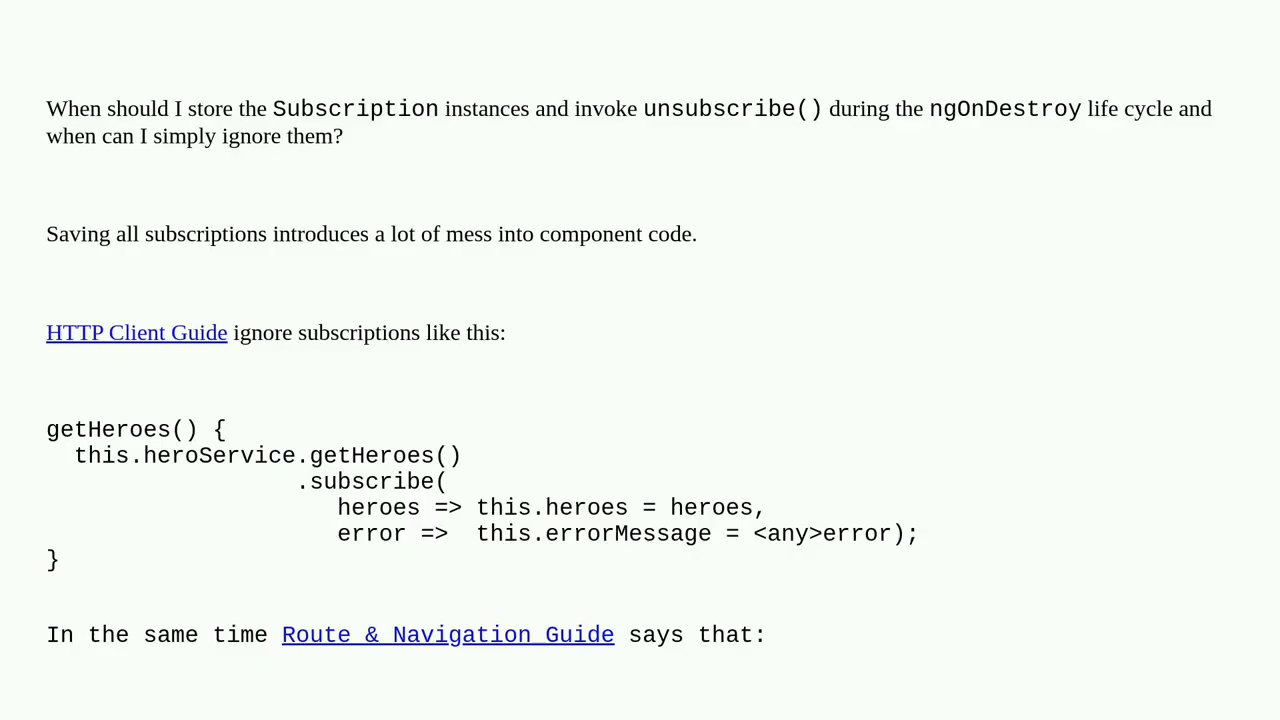 When should I store the Subscription instances and invoke unsubscribe() during the ngOnDestroy life cycle and
when can I simply ignore them?
Saving all subscriptions introduces a lot of mess into component code.
HTTP Client Guide ignore subscriptions like this:
getHeroes() {
  this.heroService.getHeroes()
                  .subscribe(
                     heroes => this.heroes = heroes,
                     error =>  this.errorMessage = <any>error);
}
In the same time Route & Navigation Guide says that: